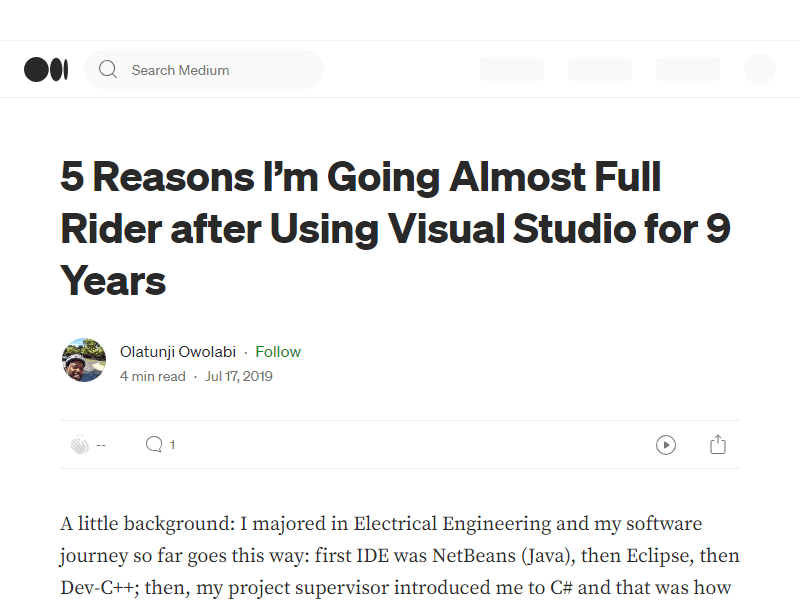 Search Medium
5 Reasons I’m Going Almost Full
Rider after Using Visual Studio for 9
Years
Olatunji Owolabi · Follow
4 min read · Jul 17, 2019
-- 1
A little background: I majored in Electrical Engineering and my software
journey so far goes this way: first IDE was NetBeans (Java), then Eclipse, then
Dev-C++; then, my project supervisor introduced me to C# and that was how